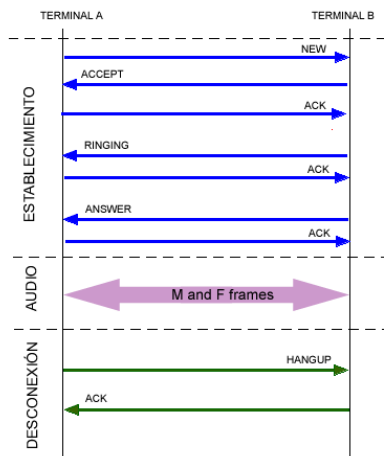 TERMINAL A
TERMINAL B
ESTABLECIMIENTO
NEW
ACCEPT
ACK
RINGING
ACK
ANSWER
ACK
AUDIO
M and F frames
DESCONEXIÓN
HANGUP
ACK